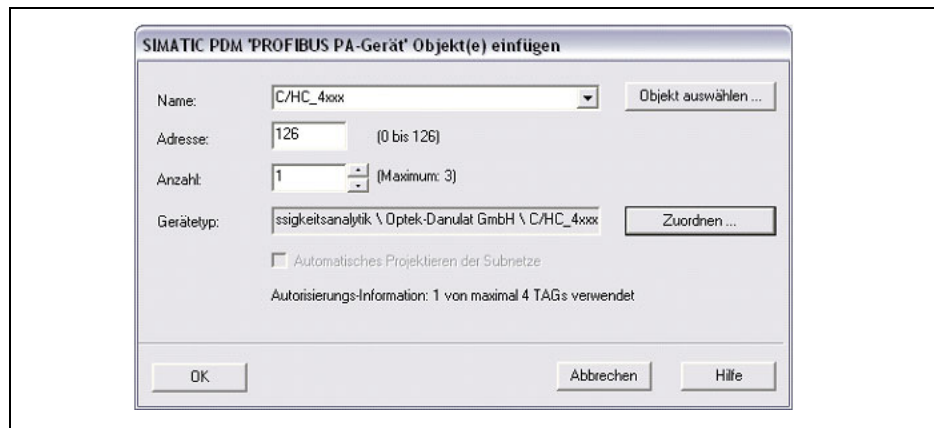 SIMATIC PDM 'PROFIBUS PA-Gerät' Objekt(e) einfügen
Name: C/HC_4xxx Objekt auswählen ...
Adresse: 126 (0 bis 126)
Anzahl: 1 (Maximum: 3)
Gerätetyp: ssigkeitsanalytik \ Optek-Danulat GmbH \ C/HC_4xxx Zuordnen ...
Automatisches Projektieren der Subnetze
Autorisierungs-Information: 1 von maximal 4 TAGs verwendet
OK Abbrechen Hilfe